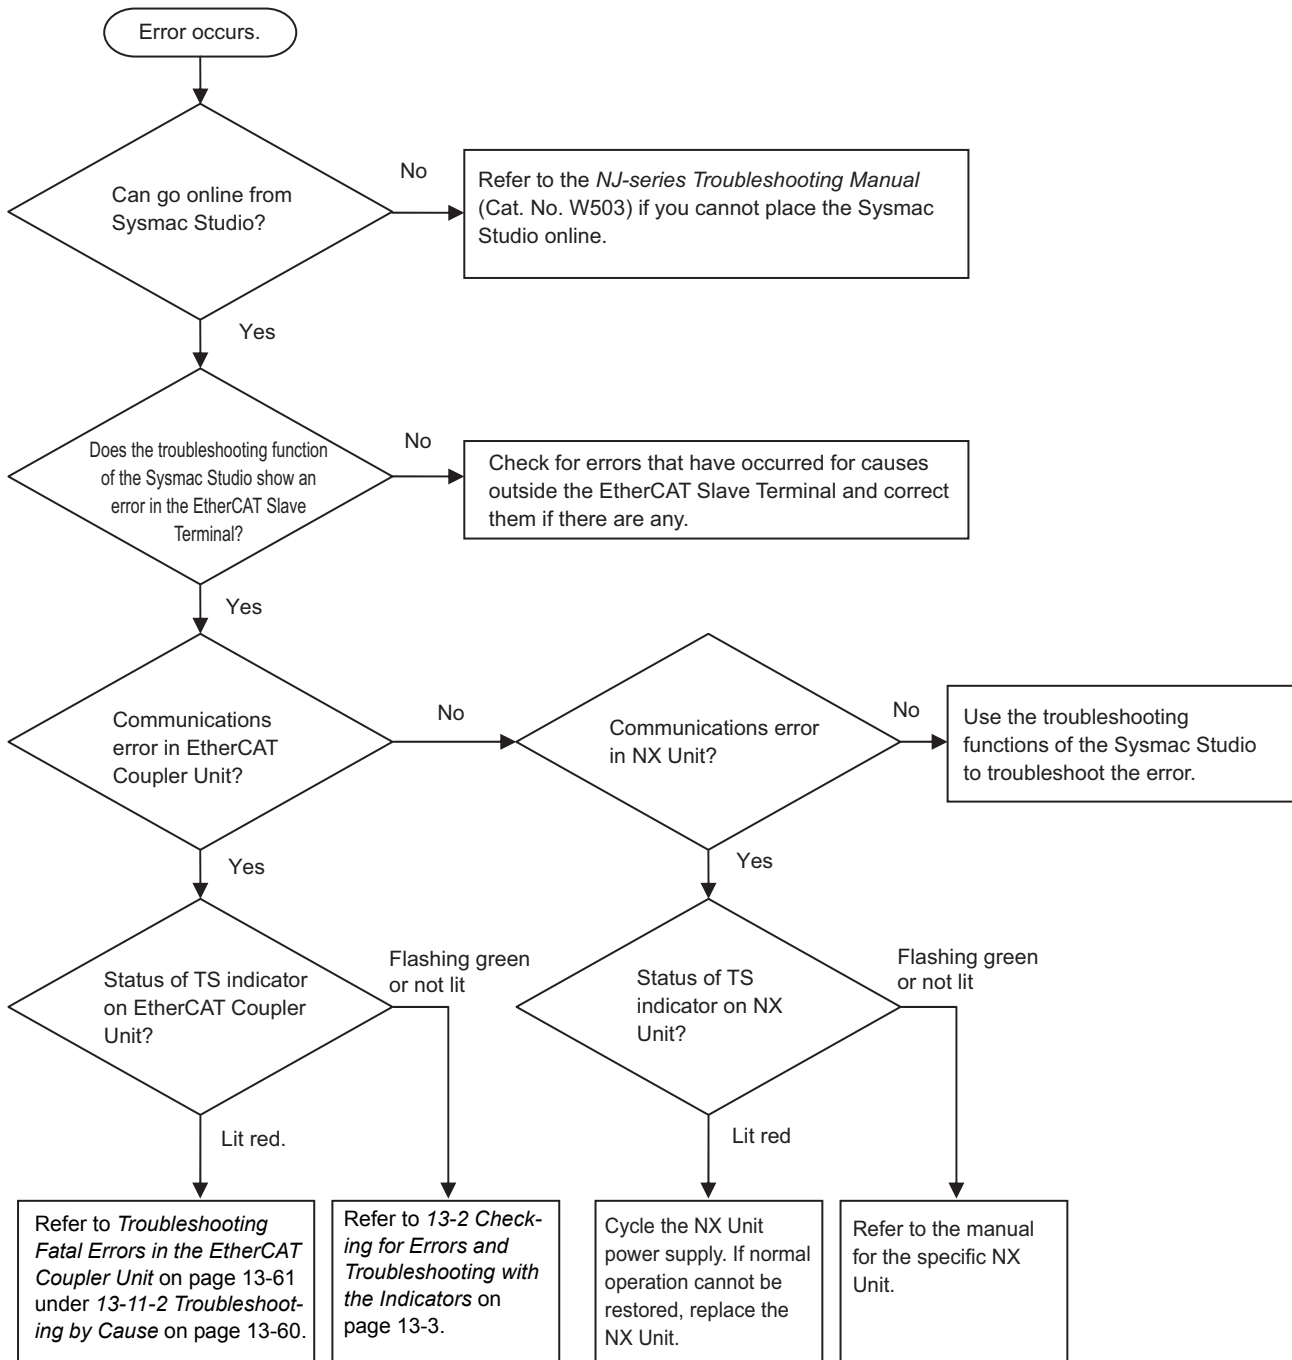 Error occurs.
Can go online from
Sysmac Studio?
No
Refer to the NJ-series Troubleshooting Manual
(Cat. No. W503) if you cannot place the Sysmac
Studio online.
Yes
Does the troubleshooting function
of the Sysmac Studio show an
error in the EtherCAT Slave
Terminal?
No
Check for errors that have occurred for causes
outside the EtherCAT Slave Terminal and correct
them if there are any.
Yes
Communications
error in EtherCAT
Coupler Unit?
No
Communications error
in NX Unit?
No
Use the troubleshooting
functions of the Sysmac Studio
to troubleshoot the error.
Yes
Yes
Status of TS indicator
on EtherCAT Coupler
Unit?
Flashing green
or not lit
Status of TS
indicator on NX
Unit?
Flashing green
or not lit
Lit red.
Lit red
Refer to Troubleshooting
Fatal Errors in the EtherCAT
Coupler Unit on page 13-61
under 13-11-2 Troubleshoot-
ing by Cause on page 13-60.
Refer to 13-2 Check-
ing for Errors and
Troubleshooting with
the Indicators on
page 13-3.
Cycle the NX Unit
power supply. If normal
operation cannot be
restored, replace the
NX Unit.
Refer to the manual
for the specific NX
Unit.